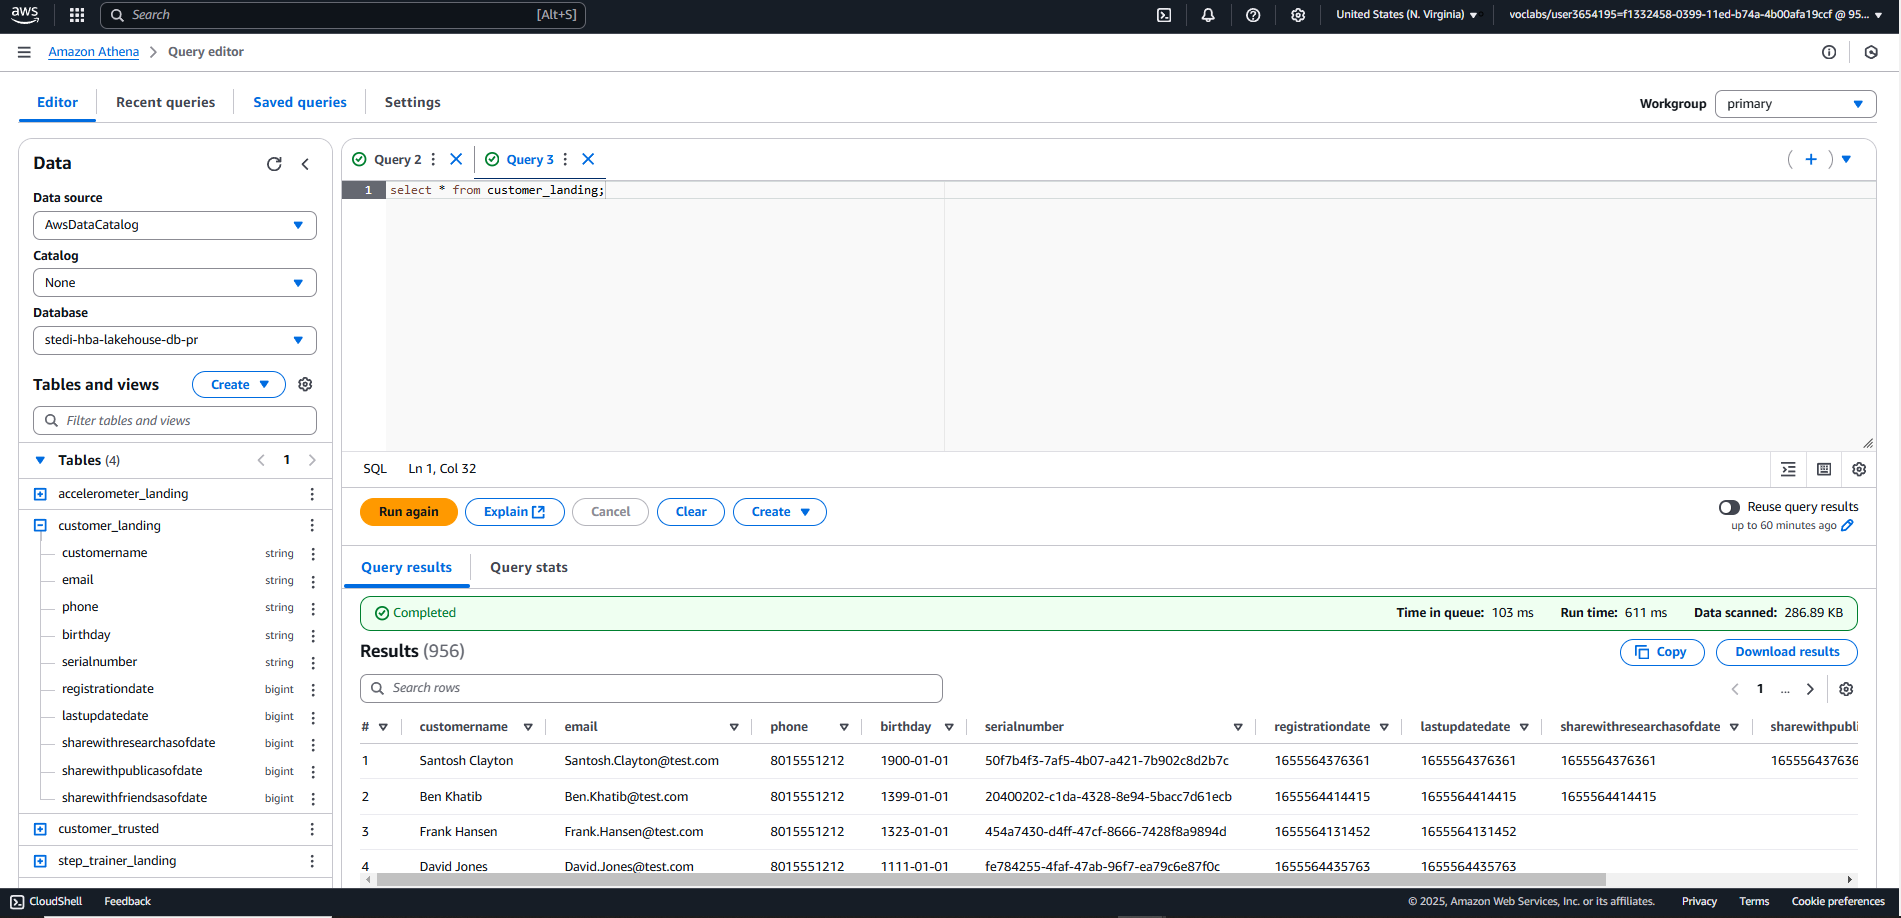 aws Search [Alt+S] United States (N. Virginia) voclabs/user3654195=f1332458-0399-11ed-b74a-4b00afa19ccf @ 95...
Amazon Athena Query editor
Editor Recent queries Saved queries Settings
Workgroup primary
Data
Data source
AwsDataCatalog
Catalog
None
Database
stedi-hba-lakehouse-db-pr
Tables and views Create
Filter tables and views
Tables (4) 1
accelerometer_landing
customer_landing
customername string
email string
phone string
birthday string
serialnumber string
registrationdate bigint
lastupdatedate bigint
sharewithresearchasofdate bigint
sharewithpublicasofdate bigint
sharewithfriendsasofdate bigint
customer_trusted
step_trainer_landing
Query 2 Query 3
1 select * from customer_landing;
SQL Ln 1, Col 32
Run again Explain Cancel Clear Create
Reuse query results
up to 60 minutes ago
Query results Query stats
Completed Time in queue: 103 ms Run time: 611 ms Data scanned: 286.89 KB
Results (956) Copy Download results
Search rows 1 ...
# customername email phone birthday serialnumber registrationdate lastupdatedate sharewithresearchasofdate sharewithpubli
1 Santosh Clayton Santosh.Clayton@test.com 8015551212 1900-01-01 50f7b4f3-7af5-4b07-a421-7b902c8d2b7c 1655564376361 1655564376361 1655564376361 165556437636
2 Ben Khatib Ben.Khatib@test.com 8015551212 1399-01-01 20400202-c1da-4328-8e94-5bacc7d61ecb 1655564414415 1655564414415 1655564414415
3 Frank Hansen Frank.Hansen@test.com 8015551212 1323-01-01 454a7430-d4ff-47cf-8666-7428f8a9894d 1655564131452 1655564131452
4 David Jones David.Jones@test.com 8015551212 1111-01-01 fe784255-4faf-47ab-96f7-ea79c6e87f0c 1655564435763 1655564435763
CloudShell Feedback © 2025, Amazon Web Services, Inc. or its affiliates. Privacy Terms Cookie preferences